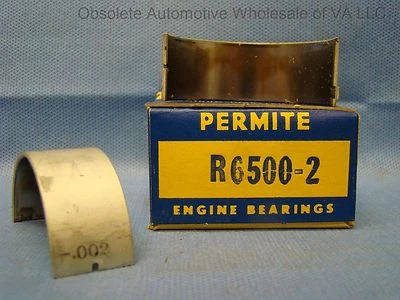 Obsolete Automotive Wholesale of VA LLC
PERMITE
R6500-2
ENGINE BEARINGS
-.002